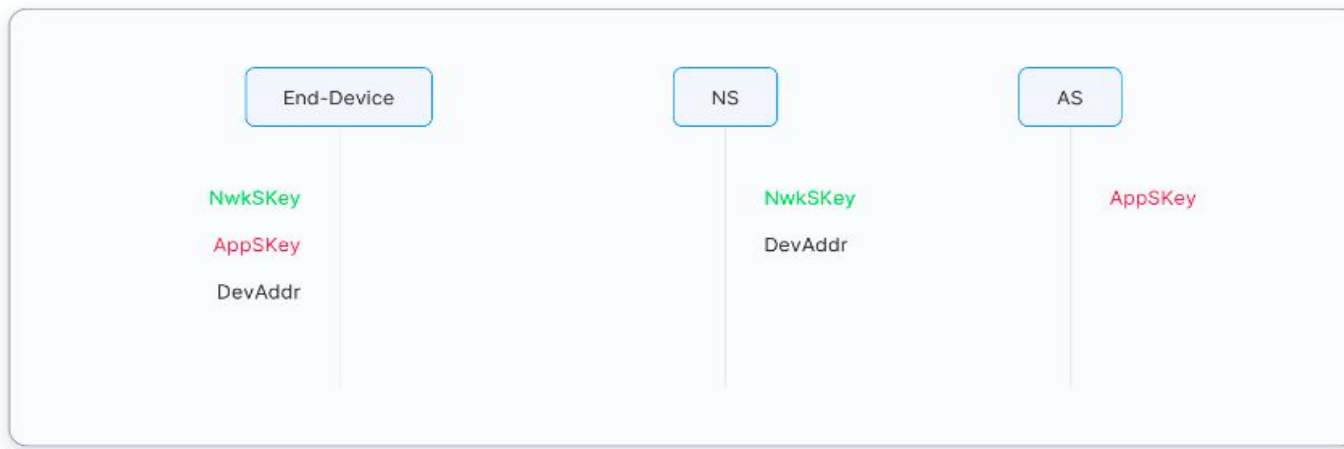 End-Device
NS
AS
NwkSKey
NwkSKey
AppSKey
AppSKey
DevAddr
DevAddr